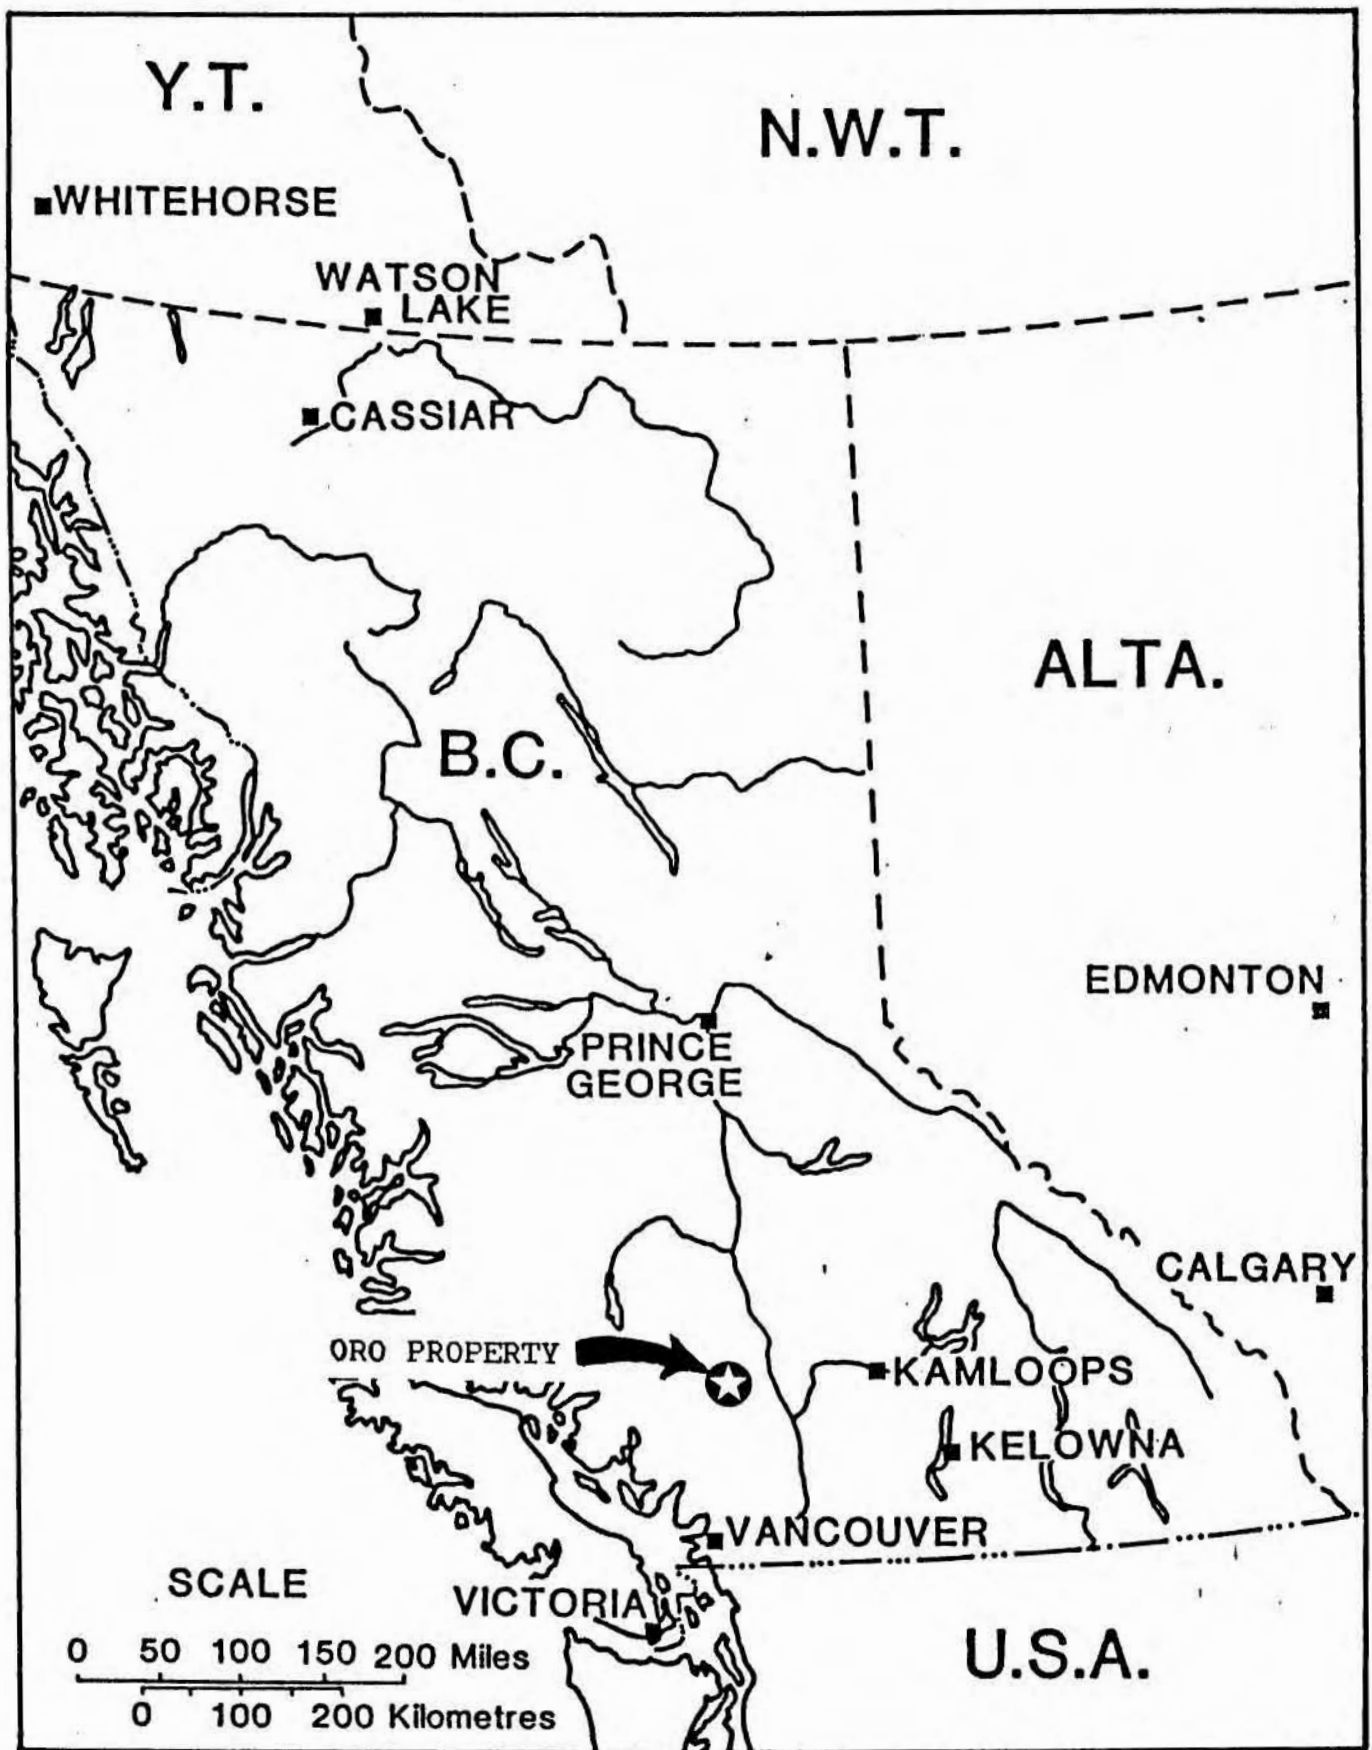 Y.T.
N.W.T.
WHITEHORSE
WATSON
LAKE
CASSIAR
ALTA.
B.C.
EDMONTON
PRINCE
GEORGE
CALGARY
ORO PROPERTY
KAMLOOPS
KELOWNA
VANCOUVER
SCALE
VICTORIA
0 50 100 150 200 Miles
0 100 200 Kilometres
U.S.A.